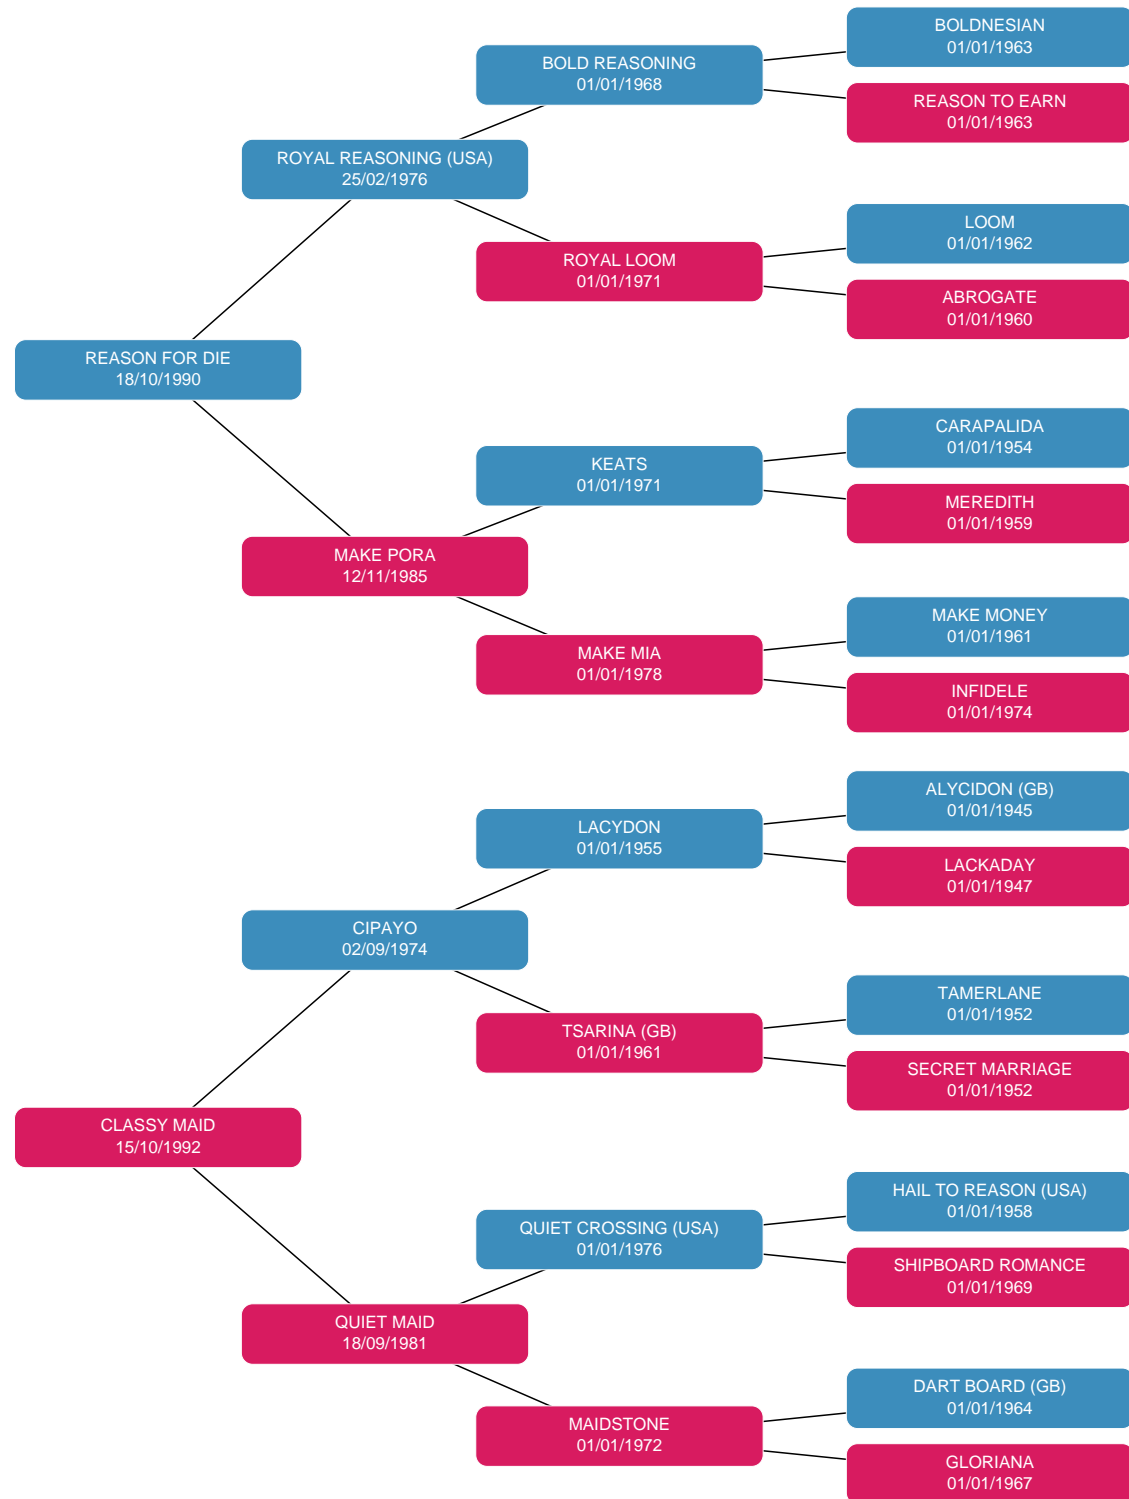 BOLDNESIAN
01/01/1963
BOLD REASONING
01/01/1968
REASON TO EARN
01/01/1963
ROYAL REASONING (USA)
25/02/1976
LOOM
01/01/1962
ROYAL LOOM
01/01/1971
ABROGATE
01/01/1960
REASON FOR DIE
18/10/1990
CARAPALIDA
01/01/1954
KEATS
01/01/1971
MEREDITH
01/01/1959
MAKE PORA
12/11/1985
MAKE MONEY
01/01/1961
MAKE MIA
01/01/1978
INFIDELE
01/01/1974
ALYCIDON (GB)
01/01/1945
LACYDON
01/01/1955
LACKADAY
01/01/1947
CIPAYO
02/09/1974
TAMERLANE
01/01/1952
TSARINA (GB)
01/01/1961
SECRET MARRIAGE
01/01/1952
CLASSY MAID
15/10/1992
HAIL TO REASON (USA)
01/01/1958
QUIET CROSSING (USA)
01/01/1976
SHIPBOARD ROMANCE
01/01/1969
QUIET MAID
18/09/1981
DART BOARD (GB)
01/01/1964
MAIDSTONE
01/01/1972
GLORIANA
01/01/1967